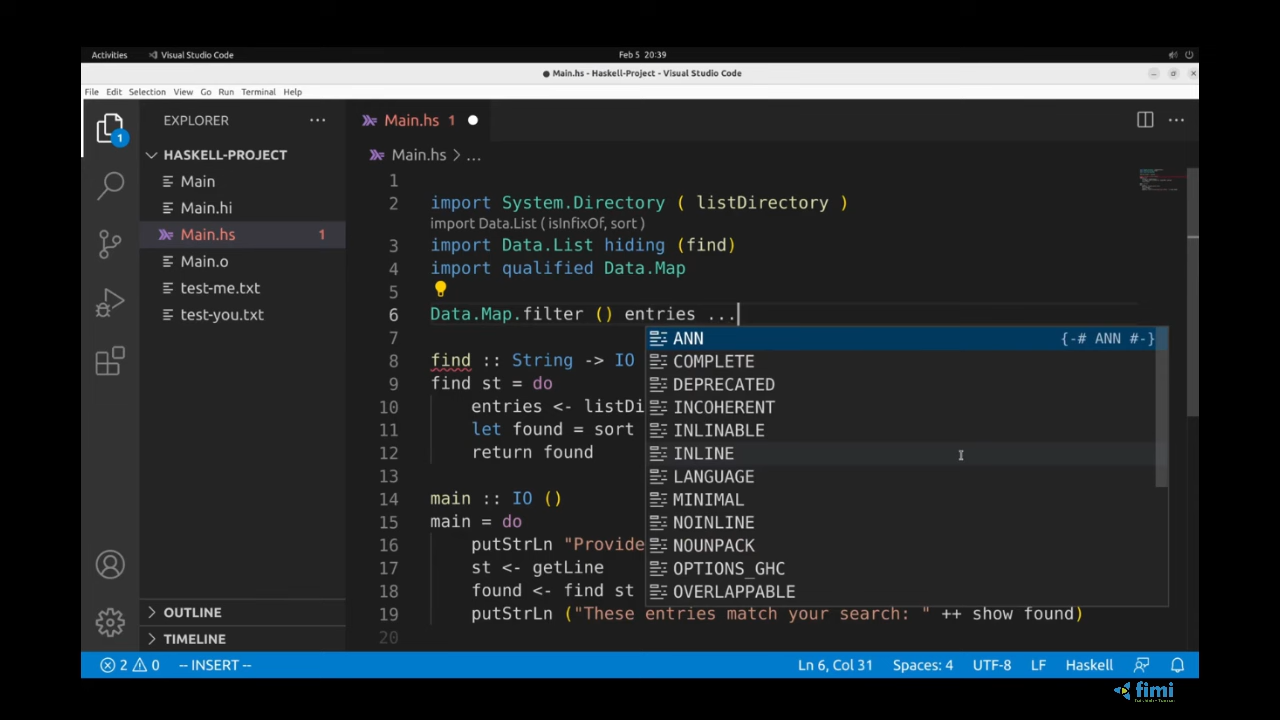 Activities Visual Studio Code Feb 5 20:39
Main.hs - Haskell-Project - Visual Studio Code
File Edit Selection View Go Run Terminal Help
1 EXPLORER ... Main.hs 1
HASKELL-PROJECT Main.hs > ...
Main
Main.hi
Main.hs 1
Main.o
test-me.txt
test-you.txt
OUTLINE
TIMELINE
1
2 import System.Directory ( listDirectory )
import Data.List ( isInfixOf, sort )
3 import Data.List hiding (find)
4 import qualified Data.Map
5
6 Data.Map.filter () entries ...
7
8 find :: String -> IO
9 find st = do
10 entries <- listDi
11 let found = sort
12 return found
13
14 main :: IO ()
15 main = do
16 putStrLn "Provide
17 st <- getLine
18 found <- find st
19 putStrLn ("These entries match your search: " ++ show found)
20
ANN {-# ANN #-}
COMPLETE
DEPRECATED
INCOHERENT
INLINABLE
INLINE
LANGUAGE
MINIMAL
NOINLINE
NOUNPACK
OPTIONS_GHC
OVERLAPPABLE
2 0 -- INSERT -- Ln 6, Col 31 Spaces: 4 UTF-8 LF Haskell
fimi